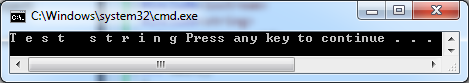 C:\Windows\system32\cmd.exe
T e s t   s t r i n g Press any key to continue . . .